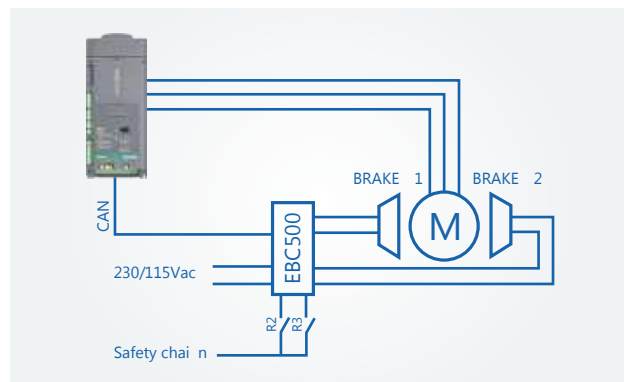 BRAKE 1
BRAKE 2
M
CAN
EBC500
230/115Vac
R2
R3
Safety chai n